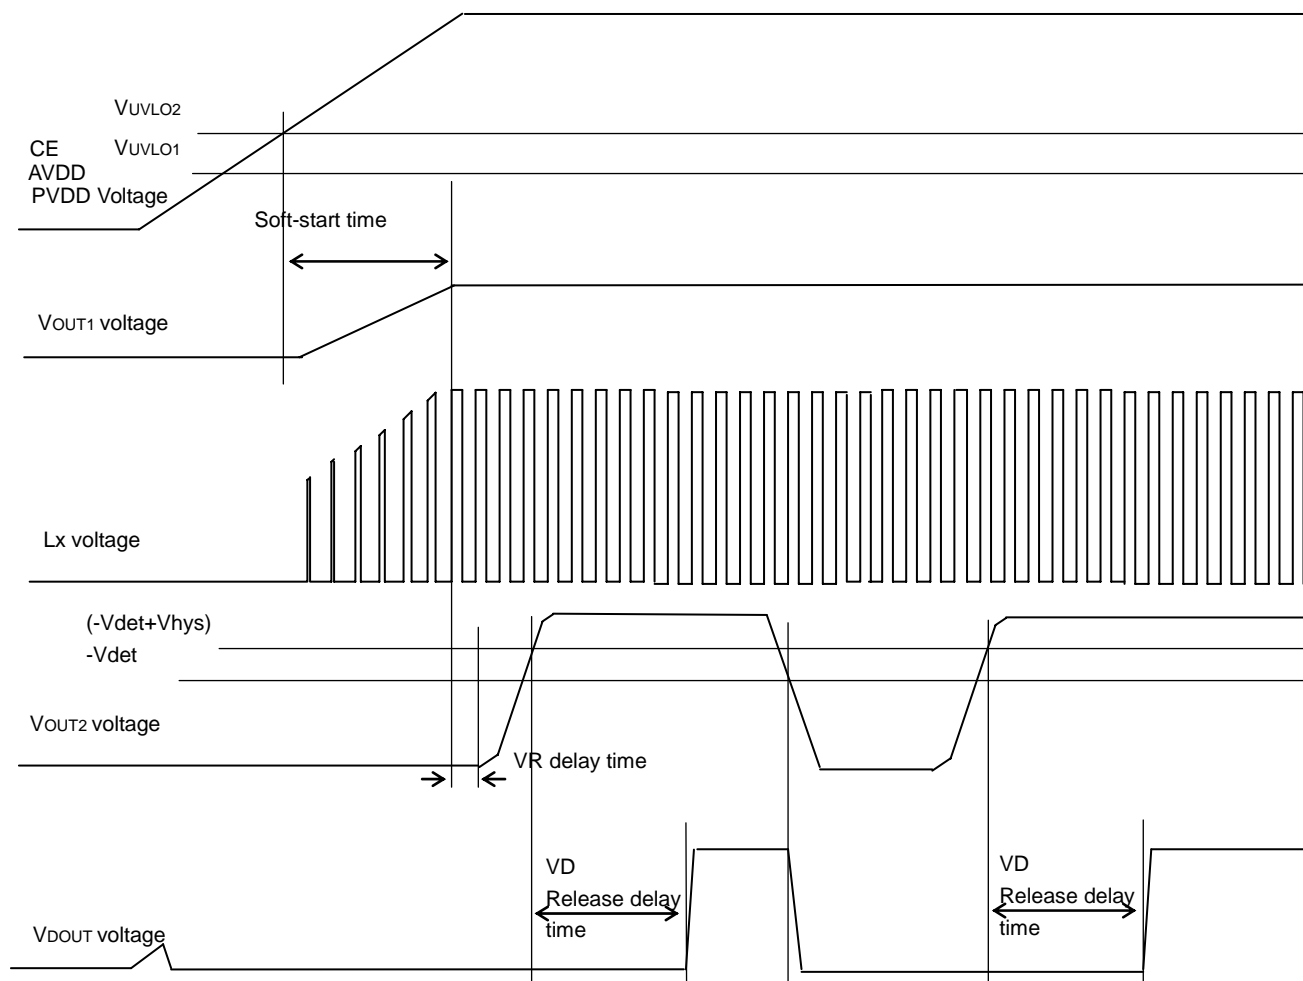 VUVLO2
CE VUVLO1
AVDD
PVDD Voltage
Soft-start time
VOUT1 voltage
Lx voltage
(-Vdet+Vhys)
-Vdet
VOUT2 voltage
VR delay time
VD
Release delay
time
VD
Release delay
time
VDOUT voltage